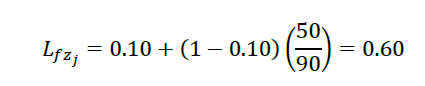 L_{fz_j} = 0.10 + (1 − 0.10) (50/90) = 0.60